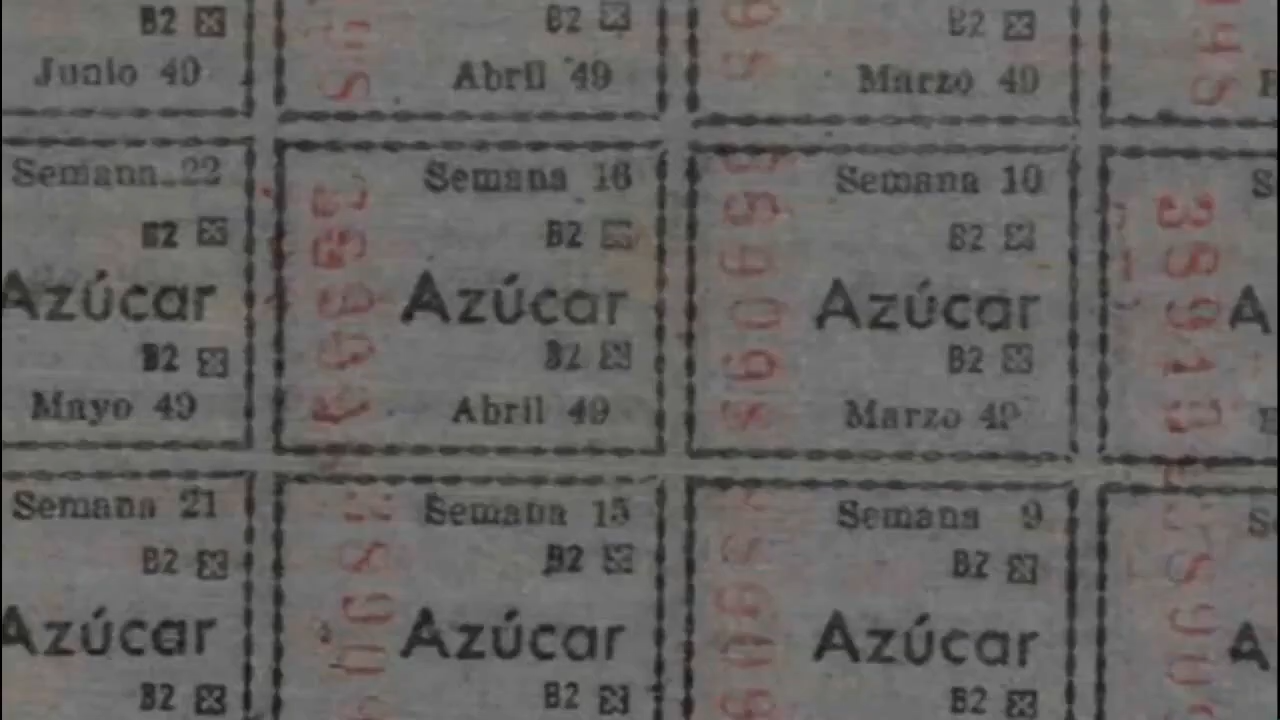 B2 B2 B2
Junio 49 Abril 49 Marzo 49
Semana 22 Semana 16 Semana 10
B2 B2 B2
Azúcar Azúcar Azúcar A
B2 B2 B2
Mayo 49 Abril 49 Marzo 49
Semana 21 Semana 15 Semana 9
B2 B2 B2
Azúcar Azúcar Azúcar A
B2 B2 B2